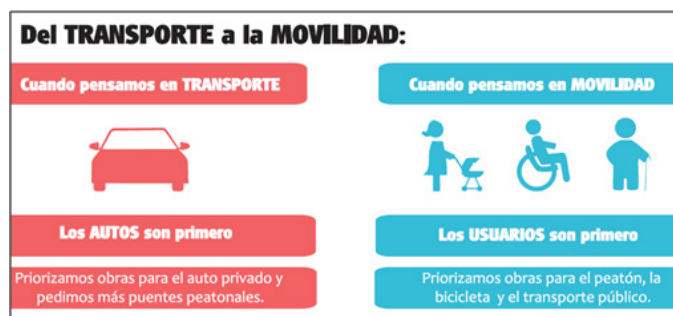 Del TRANSPORTE a la MOVILIDAD:
Cuando pensamos en TRANSPORTE
Los AUTOS son primero
Priorizamos obras para el auto privado y
pedimos más puentes peatonales.
Cuando pensamos en MOVILIDAD
Los USUARIOS son primero
Priorizamos obras para el peatón, la
bicicleta y el transporte público.